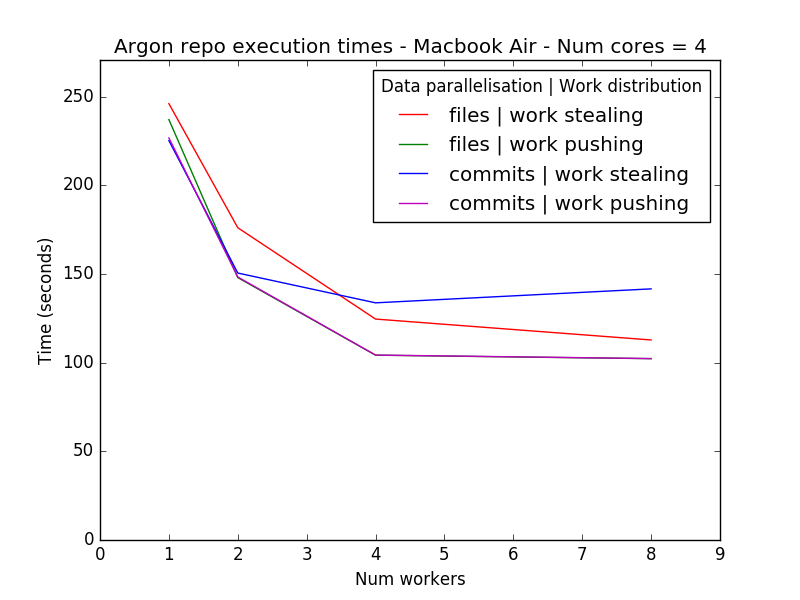 Argon repo execution times - Macbook Air - Num cores = 4
Data parallelisation | Work distribution
files | work stealing
files | work pushing
commits | work stealing
commits | work pushing
Time (seconds)
250
200
150
100
50
0
0 1 2 3 4 5 6 7 8 9
Num workers